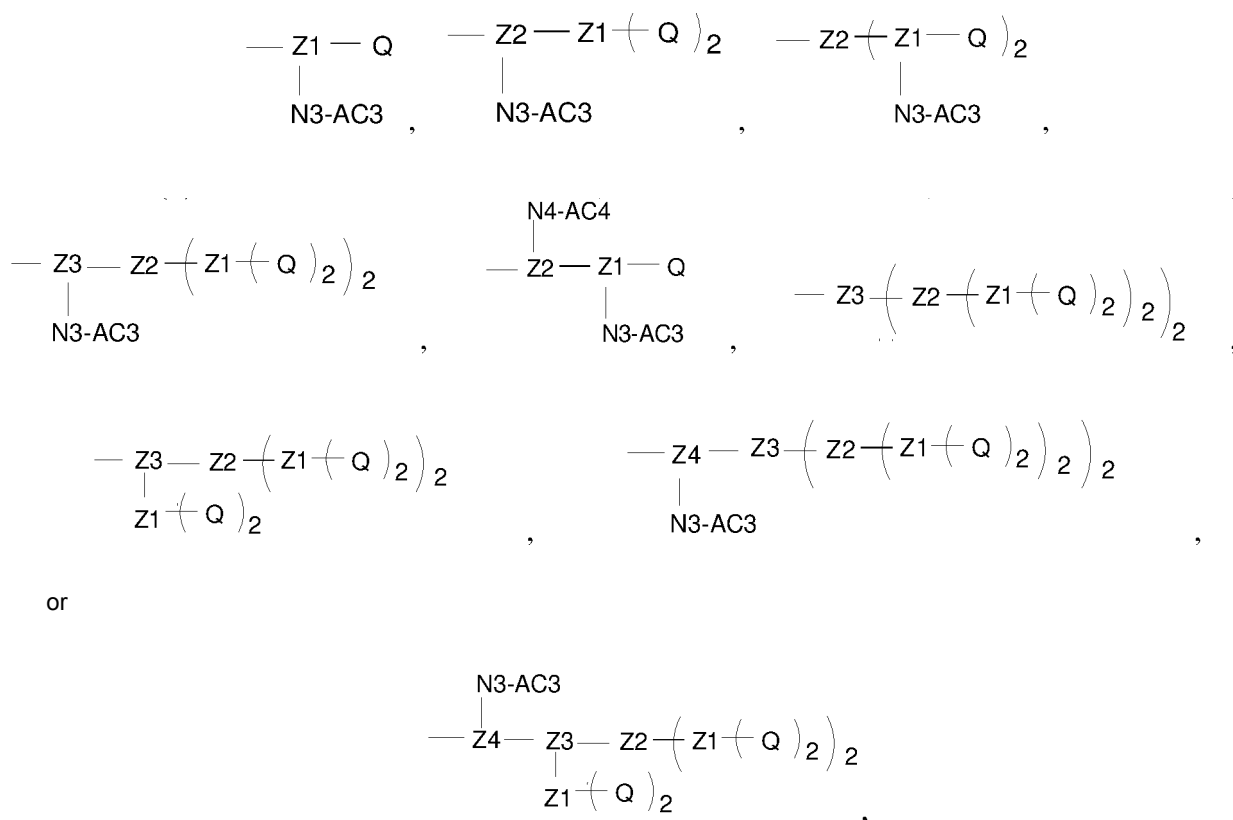 — Z1 — Q
N3-AC3 ,
— Z2 — Z1 ( Q )2
N3-AC3 ,
— Z2 ( Z1 — Q )2
N3-AC3 ,
— Z3 — Z2 ( Z1 ( Q )2 )2
N3-AC3 ,
N4-AC4
— Z2 — Z1 — Q
N3-AC3 ,
— Z3 ( Z2 ( Z1 ( Q )2 )2 )2 ,
— Z3 — Z2 ( Z1 ( Q )2 )2
Z1 ( Q )2 ,
— Z4 — Z3 ( Z2 ( Z1 ( Q )2 )2 )2
N3-AC3 ,
or
N3-AC3
— Z4 — Z3 — Z2 ( Z1 ( Q )2 )2
Z1 ( Q )2 ,